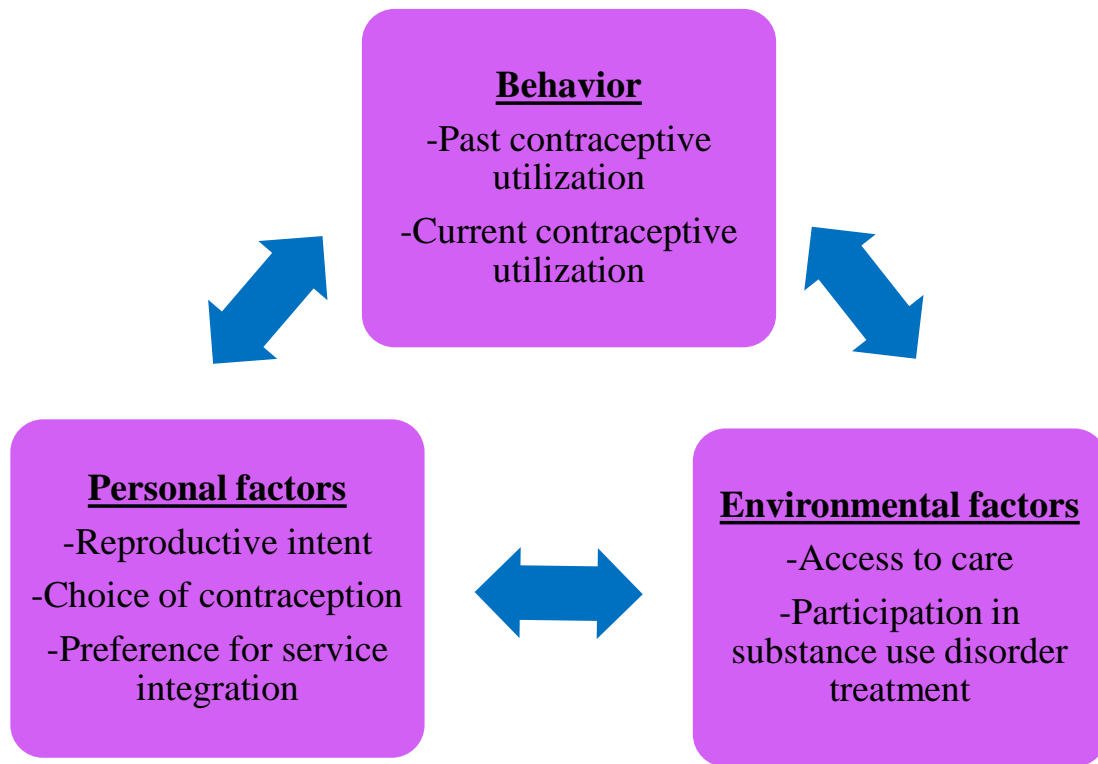 Behavior
-Past contraceptive
utilization
-Current contraceptive
utilization
Personal factors
-Reproductive intent
-Choice of contraception
-Preference for service
integration
Environmental factors
-Access to care
-Participation in
substance use disorder
treatment